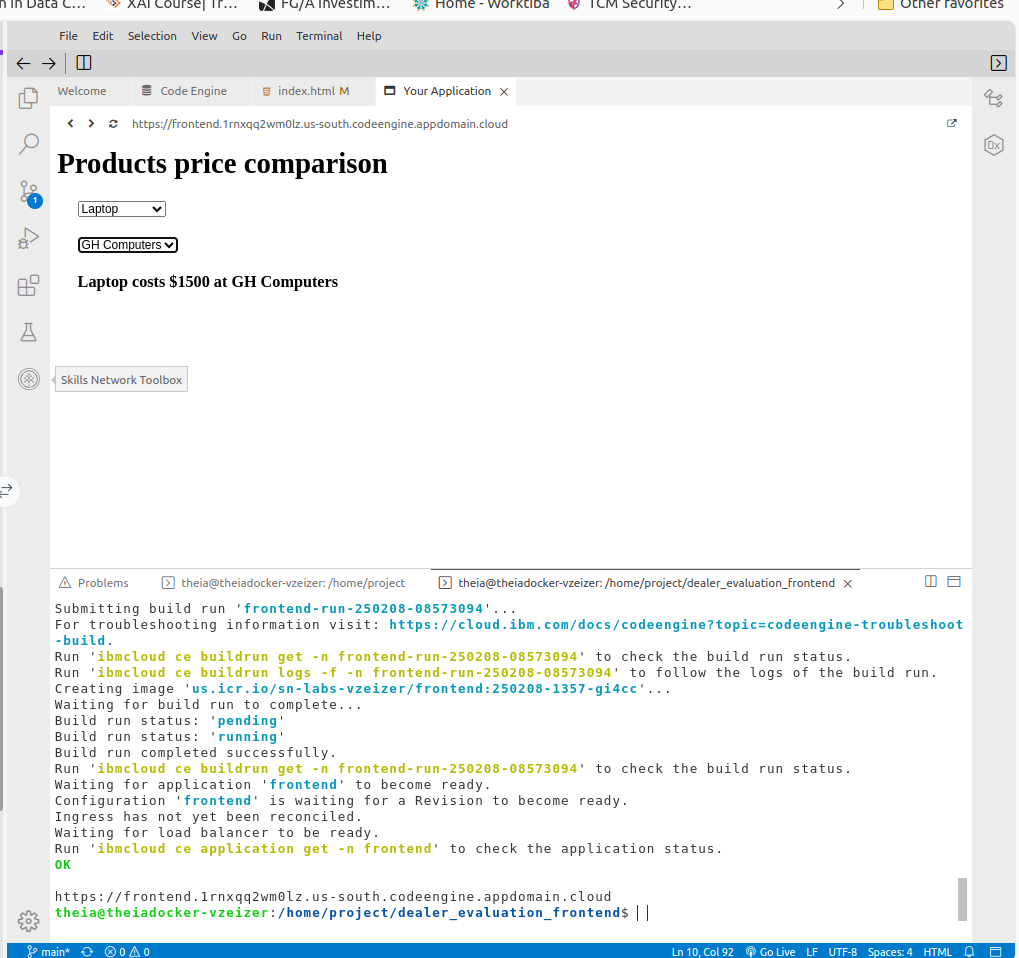 n in Data C... XAI Course| Tr... FG/A Investim... Home - Worktiba TCM Security... Other favorites
File Edit Selection View Go Run Terminal Help
Welcome Code Engine index.html M Your Application
https://frontend.1rnxqq2wm0lz.us-south.codeengine.appdomain.cloud
Products price comparison
Laptop
GH Computers
Laptop costs $1500 at GH Computers
1
0x
Skills Network Toolbox
Problems theia@theiadocker-vzeizer: /home/project theia@theiadocker-vzeizer: /home/project/dealer_evaluation_frontend
Submitting build run 'frontend-run-250208-08573094'...
For troubleshooting information visit: https://cloud.ibm.com/docs/codeengine?topic=codeengine-troubleshoot
-build.
Run 'ibmcloud ce buildrun get -n frontend-run-250208-08573094' to check the build run status.
Run 'ibmcloud ce buildrun logs -f -n frontend-run-250208-08573094' to follow the logs of the build run.
Creating image 'us.icr.io/sn-labs-vzeizer/frontend:250208-1357-gi4cc'...
Waiting for build run to complete...
Build run status: 'pending'
Build run status: 'running'
Build run completed successfully.
Run 'ibmcloud ce buildrun get -n frontend-run-250208-08573094' to check the build run status.
Waiting for application 'frontend' to become ready.
Configuration 'frontend' is waiting for a Revision to become ready.
Ingress has not yet been reconciled.
Waiting for load balancer to be ready.
Run 'ibmcloud ce application get -n frontend' to check the application status.
OK
https://frontend.1rnxqq2wm0lz.us-south.codeengine.appdomain.cloud
theia@theiadocker-vzeizer:/home/project/dealer_evaluation_frontend$
main* 0 0 Ln 10, Col 92 Go Live LF UTF-8 Spaces: 4 HTML